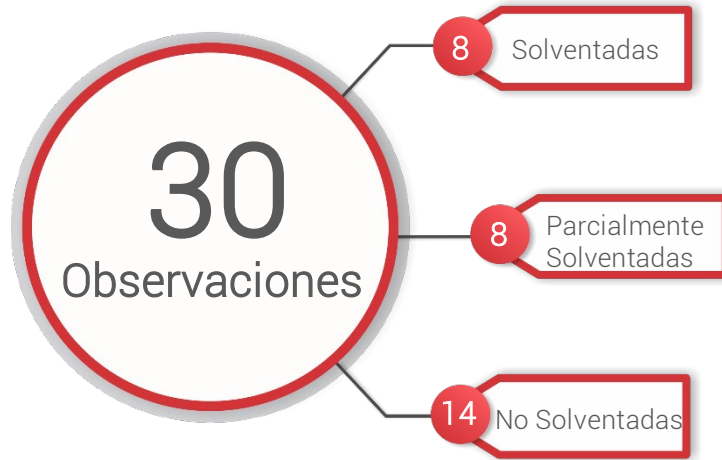 30
Observaciones
8
Solventadas
8
Parcialmente
Solventadas
14
No Solventadas